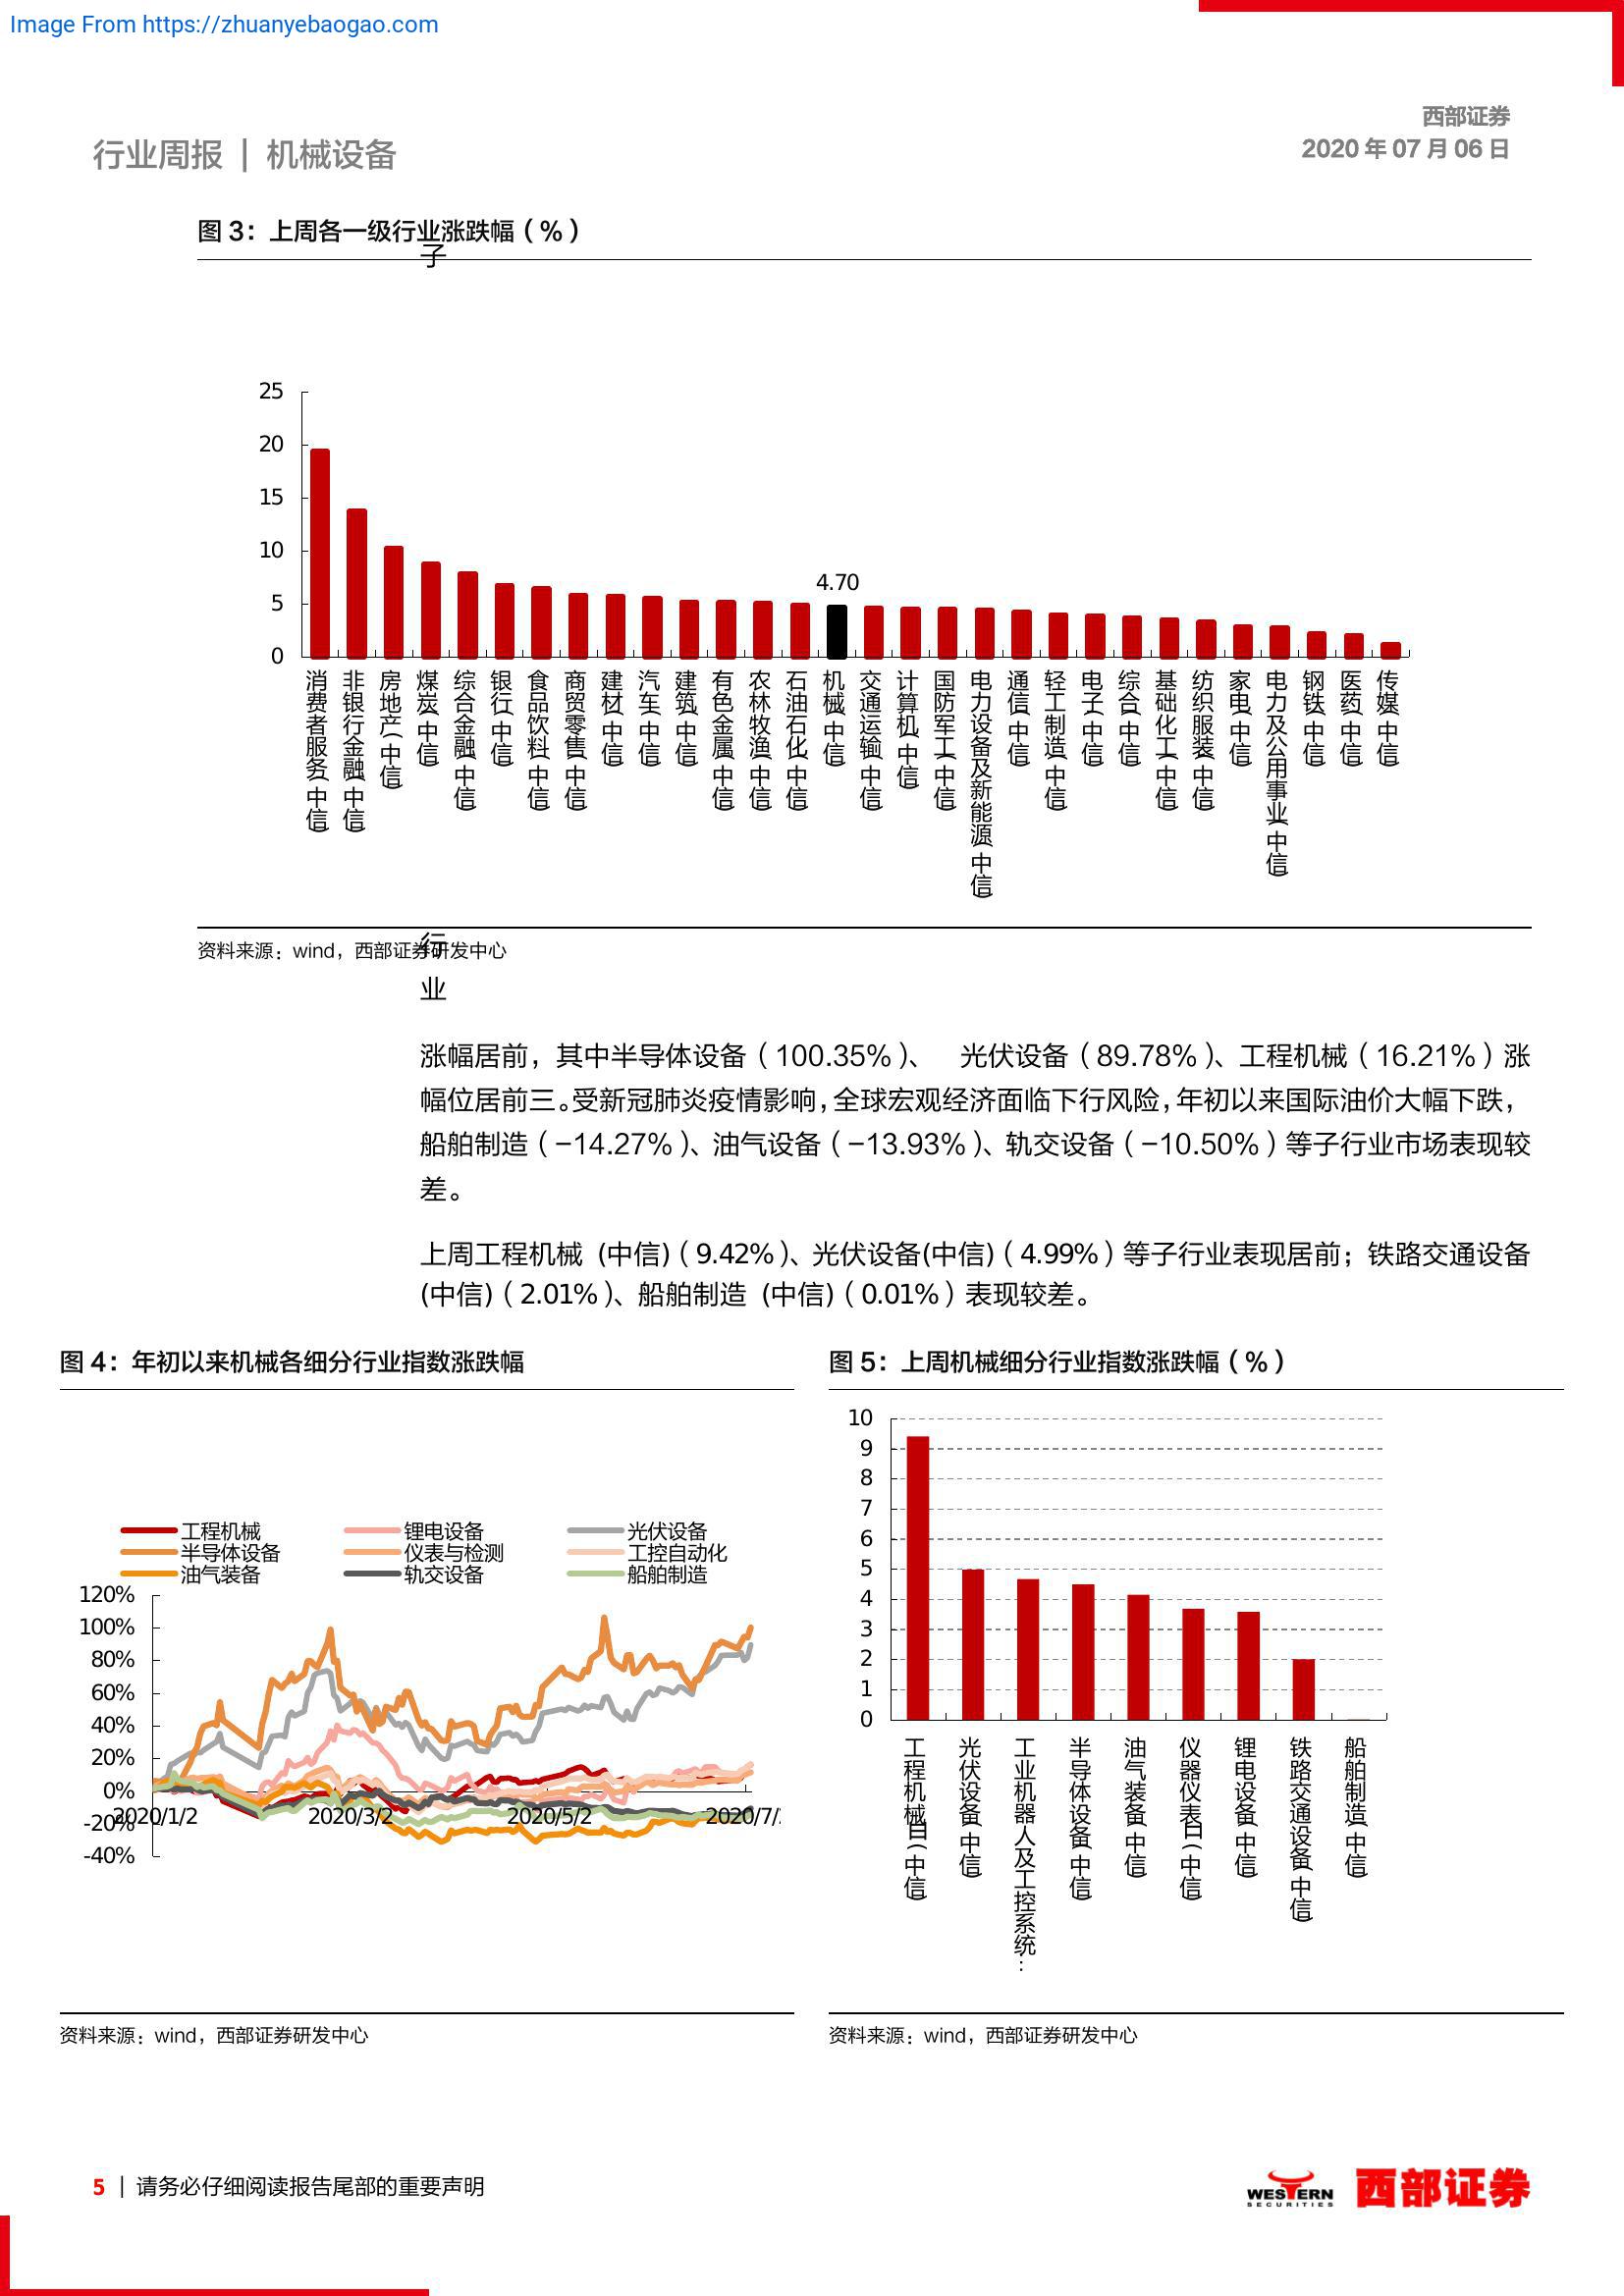 Image From https://zhuanyebaogao.com
西部证券
行业周报 | 机械设备
2020 年 07 月 06 日
图 3：上周各一级行业涨跌幅（%）
子
25
20
15
10
5
0
4.70
消费者服务(中信)
非银行金融(中信)
房地产(中信)
煤炭(中信)
综合金融(中信)
银行(中信)
食品饮料(中信)
商贸零售(中信)
建材(中信)
汽车(中信)
建筑(中信)
有色金属(中信)
农林牧渔(中信)
石油石化(中信)
机械(中信)
交通运输(中信)
计算机(中信)
国防军工(中信)
电力设备及新能源(中信)
通信(中信)
轻工制造(中信)
电子(中信)
综合(中信)
基础化工(中信)
纺织服装(中信)
家电(中信)
电力及公用事业(中信)
钢铁(中信)
医药(中信)
传媒(中信)
资料来源：wind，西部证券研发中心
行
业
涨幅居前，其中半导体设备（100.35%）、 光伏设备（89.78%）、工程机械（16.21%）涨
幅位居前三。受新冠肺炎疫情影响，全球宏观经济面临下行风险，年初以来国际油价大幅下跌，
船舶制造（-14.27%）、油气设备（-13.93%）、轨交设备（-10.50%）等子行业市场表现较
差。
上周工程机械 (中信)（9.42%）、光伏设备(中信)（4.99%）等子行业表现居前；铁路交通设备
(中信)（2.01%）、船舶制造 (中信)（0.01%）表现较差。
图 4：年初以来机械各细分行业指数涨跌幅
工程机械 锂电设备 光伏设备
半导体设备 仪表与检测 工控自动化
油气装备 轨交设备 船舶制造
120%
100%
80%
60%
40%
20%
0%
-20%
-40%
2020/1/2 2020/3/2 2020/5/2 2020/7/
资料来源：wind，西部证券研发中心
图 5：上周机械细分行业指数涨跌幅（%）
10
9
8
7
6
5
4
3
2
1
0
工程机械Ⅱ(中信)
光伏设备(中信)
工业机器人及工控系统…
半导体设备(中信)
油气装备(中信)
仪器仪表Ⅱ(中信)
锂电设备(中信)
铁路交通设备(中信)
船舶制造(中信)
资料来源：wind，西部证券研发中心
5 | 请务必仔细阅读报告尾部的重要声明
WESTERN
SECURITIES
西部证券